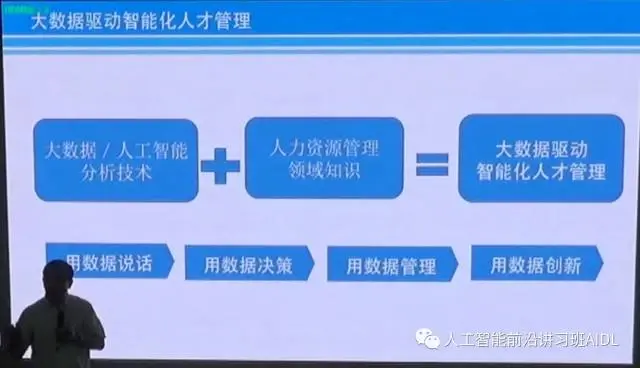 大数据驱动智能化人才管理
大数据/人工智能
分析技术
人力资源管理
领域知识
大数据驱动
智能化人才管理
用数据说话
用数据决策
用数据管理
用数据创新
人工智能前沿讲习班AIDL